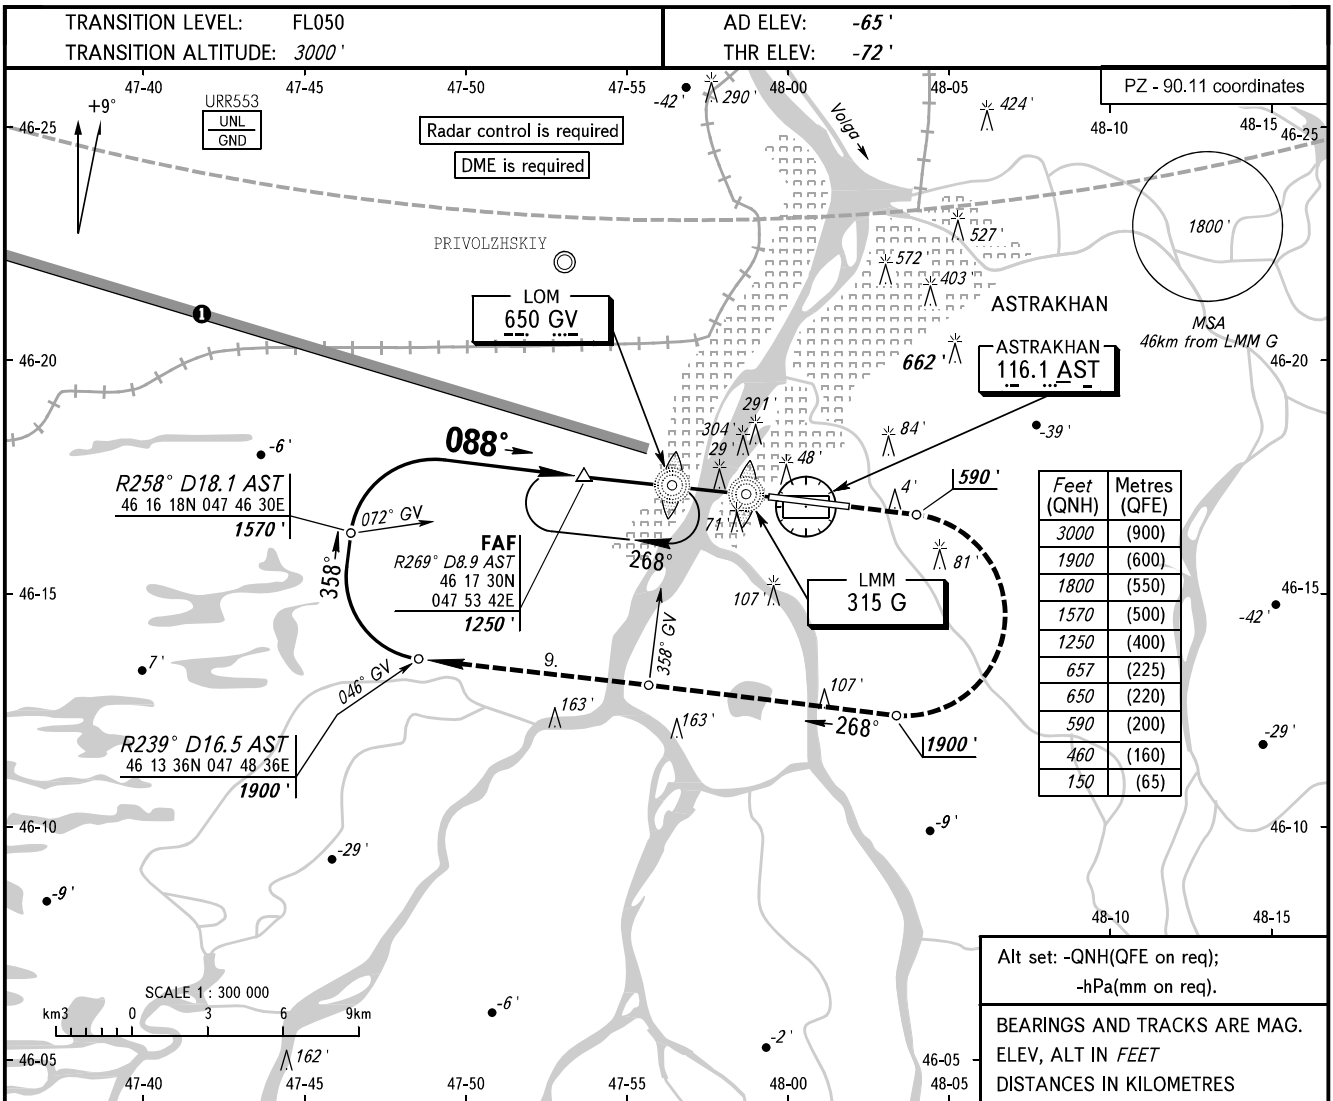 TRANSITION LEVEL: FL050
TRANSITION ALTITUDE: 3000 '
AD ELEV: -65 '
THR ELEV: -72 '
PZ - 90.11 coordinates
47-40 47-45 47-50 47-55 48-00 48-05
48-10 48-15 46-25
46-25
+9°
URR553
UNL
GND
Radar control is required
DME is required
-42 '
290 '
424 '
Volga
527 '
572 '
403 '
1800 '
MSA
46km from LMM G
PRIVOLZHSKIY
LOM
650 GV
ASTRAKHAN
ASTRAKHAN
116.1 AST
662 '
1
46-20
46-20
291 '
304 '
29 '
48 '
84 '
-39 '
-6 '
088°
R258° D18.1 AST
46 16 18N 047 46 30E
1570 '
072° GV
358°
FAF
R269° D8.9 AST
46 17 30N
047 53 42E
1250 '
268°
71 '
4 '
590 '
81 '
107 '
LMM
315 G
Feet (QNH) Metres (QFE)
3000 (900)
1900 (600)
1800 (550)
1570 (500)
1250 (400)
657 (225)
650 (220)
590 (200)
460 (160)
150 (65)
46-15
46-15
-42 '
7 '
046° GV
9.
358° GV
163 '
163 '
107 '
268°
1900 '
-29 '
R239° D16.5 AST
46 13 36N 047 48 36E
1900 '
46-10
46-10
-29 '
-9 '
-9 '
48-10 48-15
SCALE 1 : 300 000
km3 0 3 6 9km
-6 '
-2 '
162 '
46-05
46-05
47-40 47-45 47-50 47-55 48-00 48-05
Alt set: -QNH(QFE on req);
-hPa(mm on req).
BEARINGS AND TRACKS ARE MAG.
ELEV, ALT IN FEET
DISTANCES IN KILOMETRES